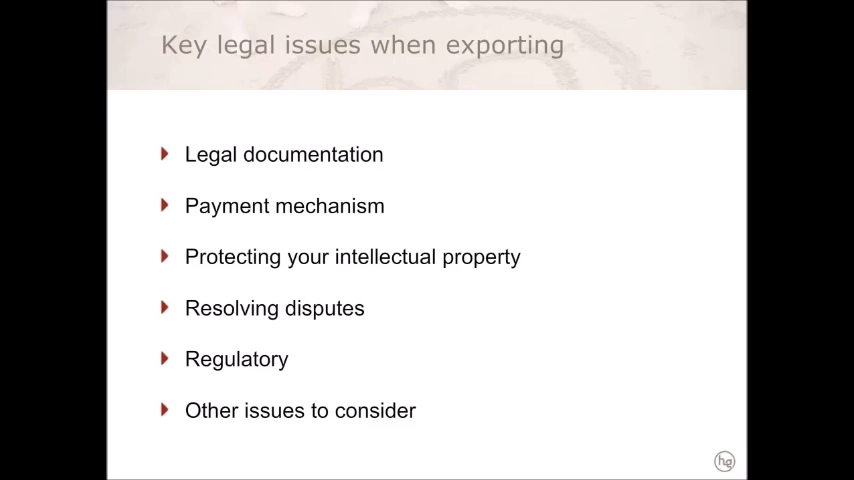 Key legal issues when exporting
Legal documentation
Payment mechanism
Protecting your intellectual property
Resolving disputes
Regulatory
Other issues to consider
hg